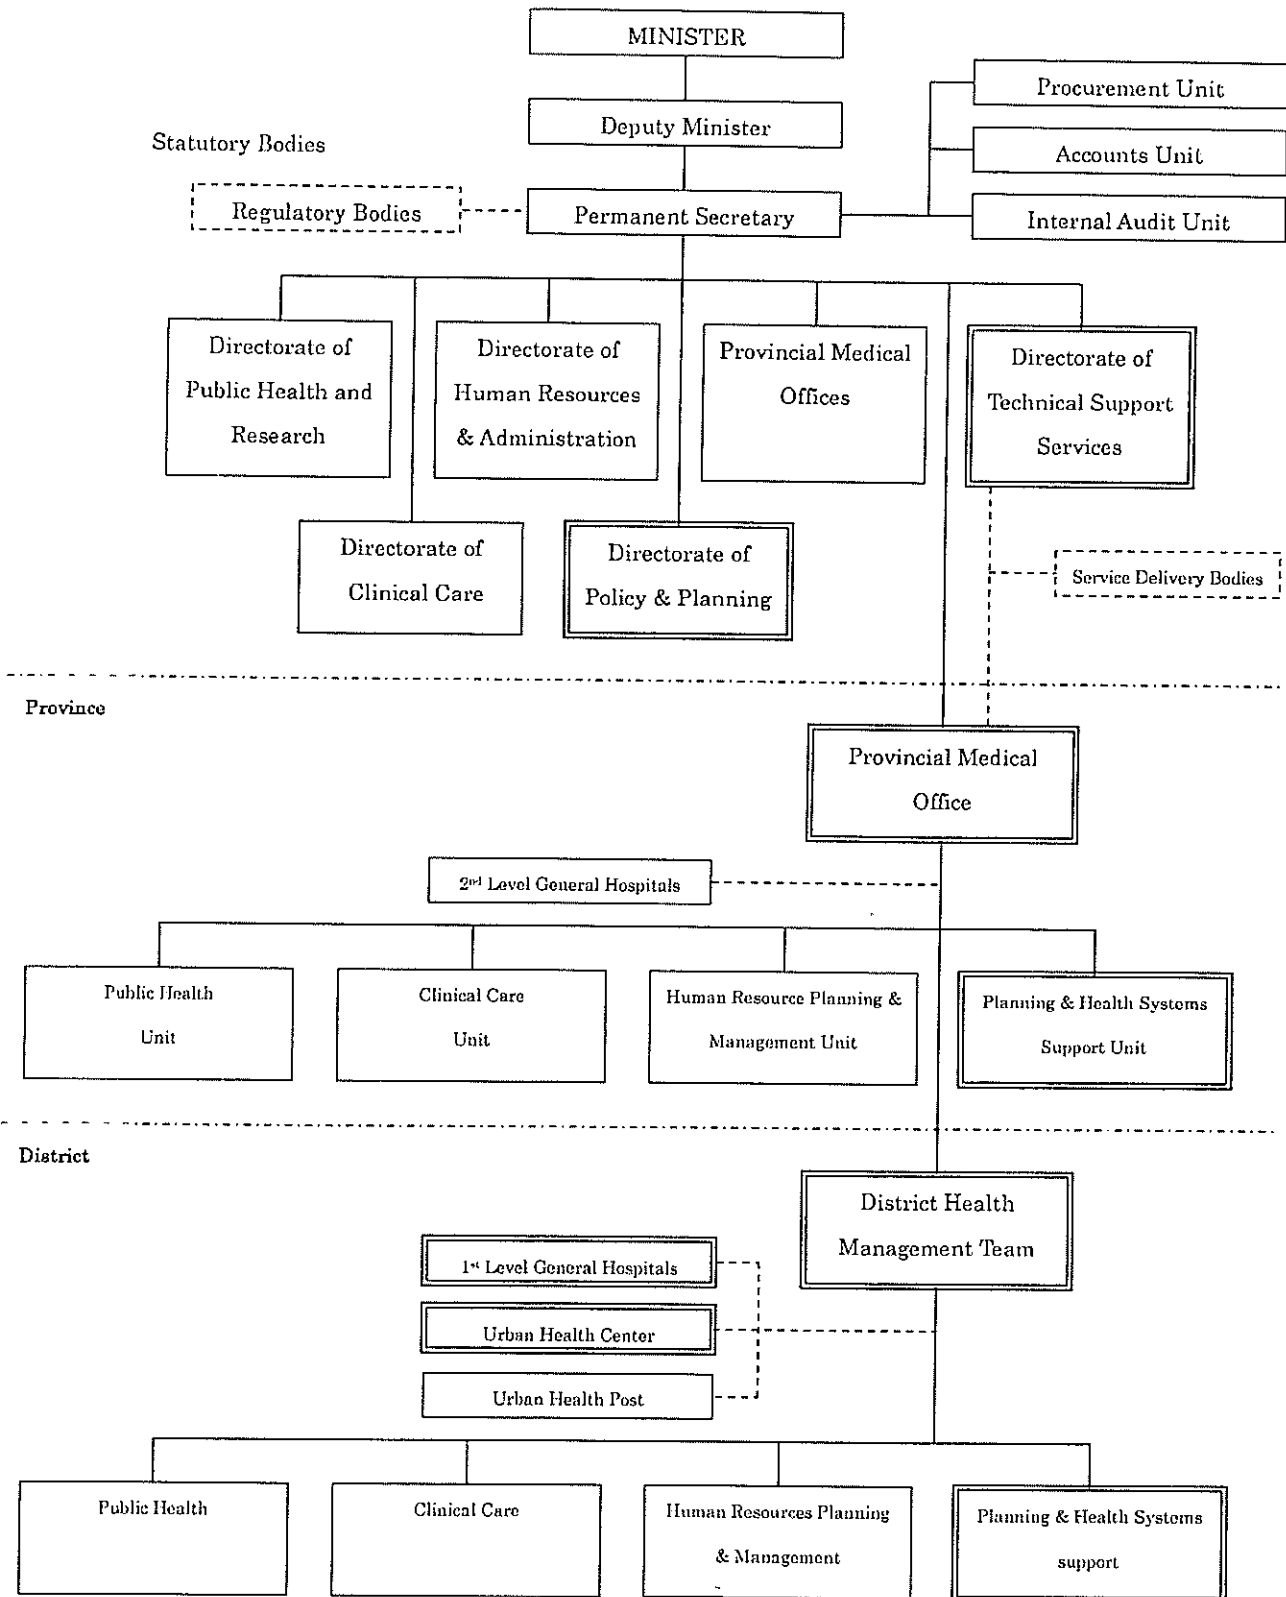 MINISTER
Procurement Unit
Deputy Minister
Statutory Bodies
Accounts Unit
Regulatory Bodies
Permanent Secretary
Internal Audit Unit
Directorate of
Public Health and
Research
Directorate of
Human Resources
& Administration
Provincial Medical
Offices
Directorate of
Technical Support
Services
Directorate of
Clinical Care
Directorate of
Policy & Planning
Service Delivery Bodies
Province
Provincial Medical
Office
2nd Level General Hospitals
Public Health
Unit
Clinical Care
Unit
Human Resource Planning &
Management Unit
Planning & Health Systems
Support Unit
District
District Health
Management Team
1st Level General Hospitals
Urban Health Center
Urban Health Post
Public Health
Clinical Care
Human Resources Planning
& Management
Planning & Health Systems
support